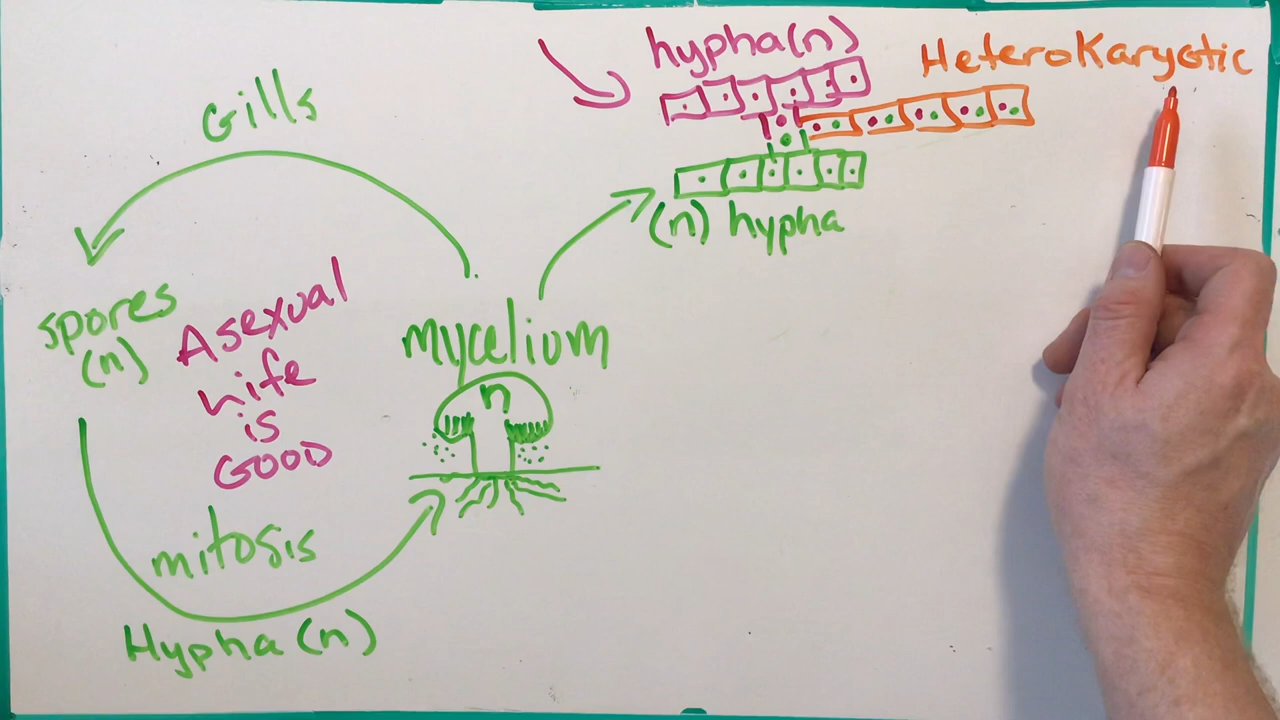 Gills
spores
(n)
Asexual
Life
is
GOOD
mitosis
Hypha (n)
mycelium
n
hypha(n)
(n) hypha
HeteroKaryotic